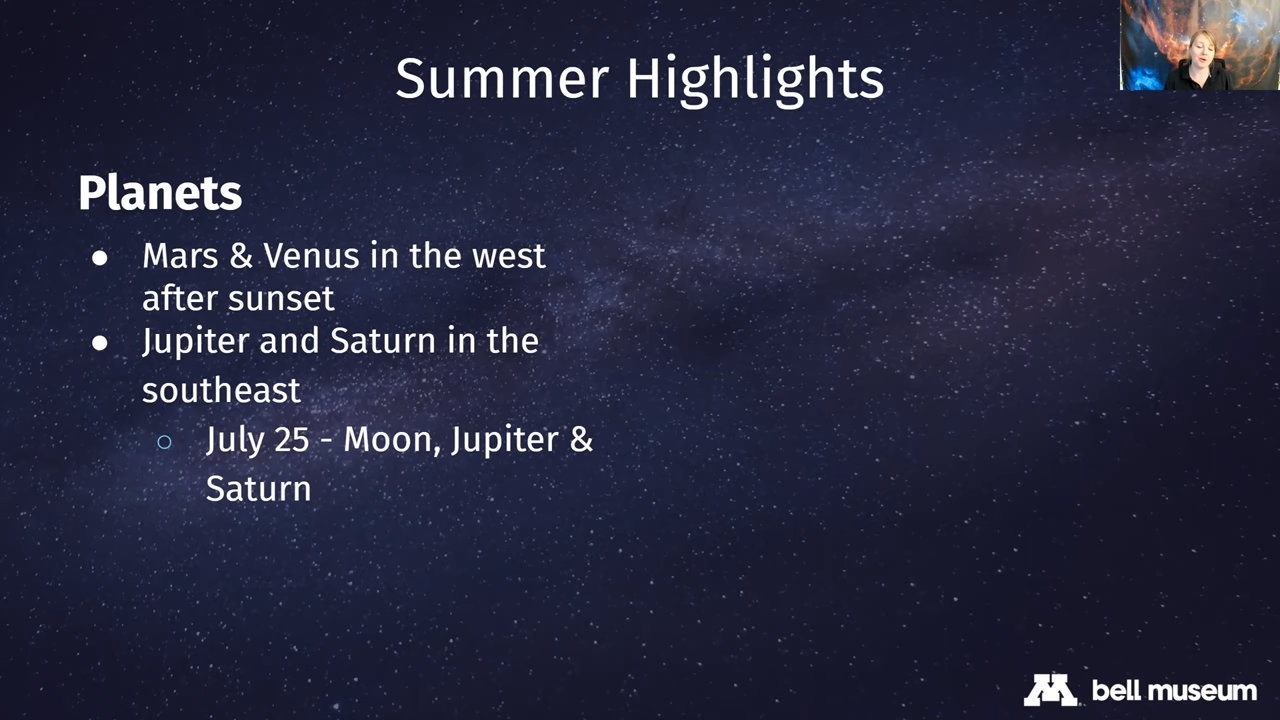 Summer Highlights
Planets
● Mars & Venus in the west
after sunset
● Jupiter and Saturn in the
southeast
○ July 25 - Moon, Jupiter &
Saturn
M bell museum